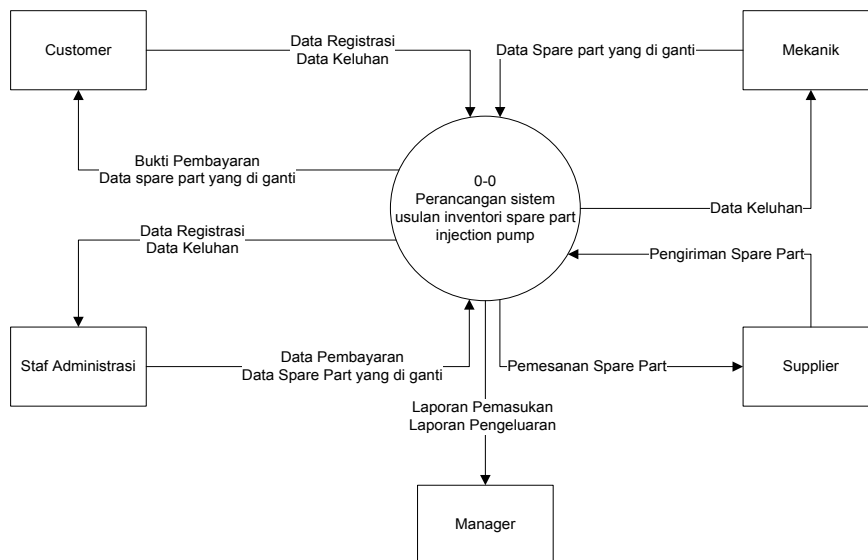 Customer
Data Registrasi
Data Keluhan
Data Spare part yang di ganti
Mekanik
Bukti Pembayaran
Data spare part yang di ganti
0-0
Perancangan sistem
usulan inventori spare part
injection pump
Data Keluhan
Data Registrasi
Data Keluhan
Pengiriman Spare Part
Staf Administrasi
Data Pembayaran
Data Spare Part yang di ganti
Pemesanan Spare Part
Supplier
Laporan Pemasukan
Laporan Pengeluaran
Manager